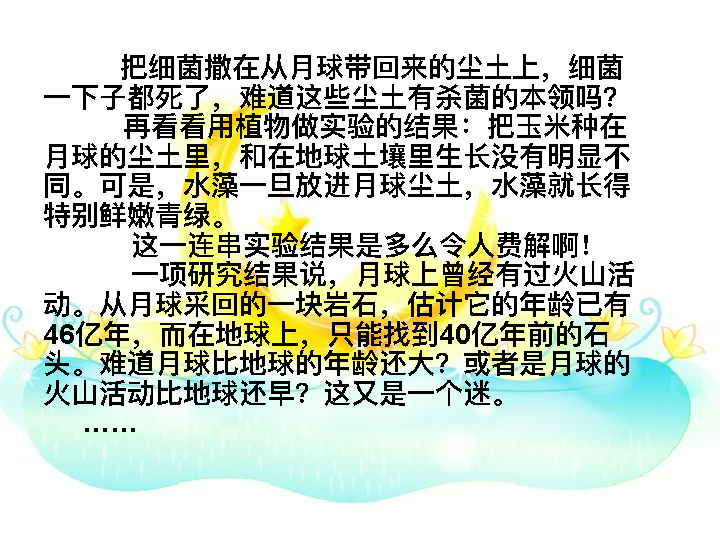 把细菌撒在从月球带回来的尘土上，细菌
一下子都死了，难道这些尘土有杀菌的本领吗？
再看看用植物做实验的结果：把玉米种在
月球的尘土里，和在地球土壤里生长没有明显不
同。可是，水藻一旦放进月球尘土，水藻就长得
特别鲜嫩青绿。
这一连串实验结果是多么令人费解啊！
一项研究结果说，月球上曾经有过火山活
动。从月球采回的一块岩石，估计它的年龄已有
46亿年，而在地球上，只能找到40亿年前的石
头。难道月球比地球的年龄还大？或者是月球的
火山活动比地球还早？这又是一个迷。
……